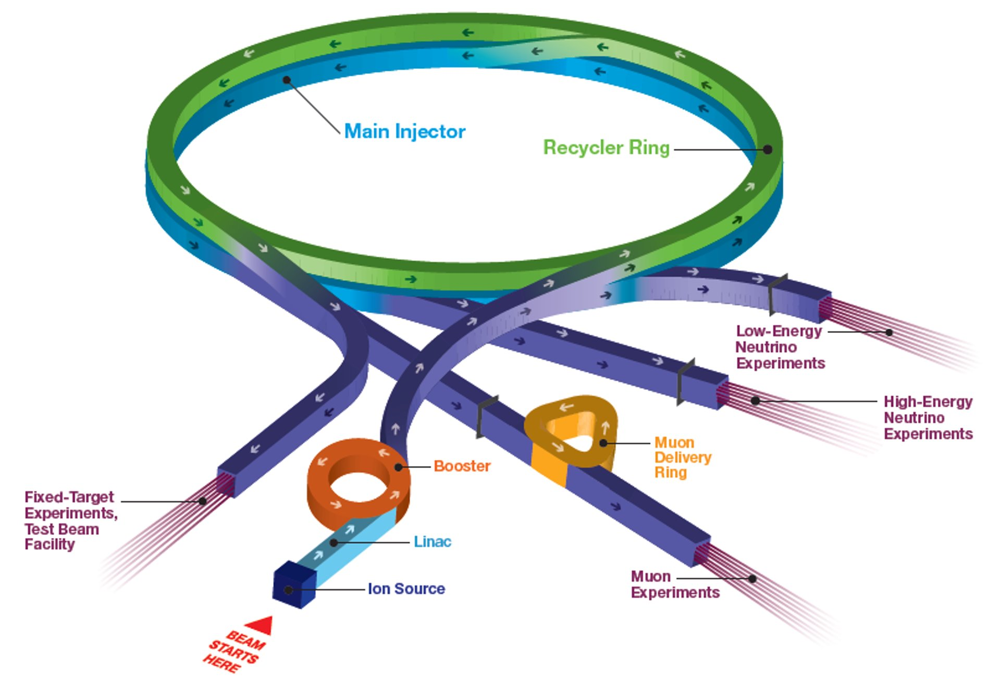 Main Injector
Recycler Ring
Low-Energy
Neutrino
Experiments
High-Energy
Neutrino
Experiments
Muon
Delivery
Ring
Booster
Fixed-Target
Experiments,
Test Beam
Facility
Linac
Ion Source
Muon
Experiments
BEAM
STARTS
HERE